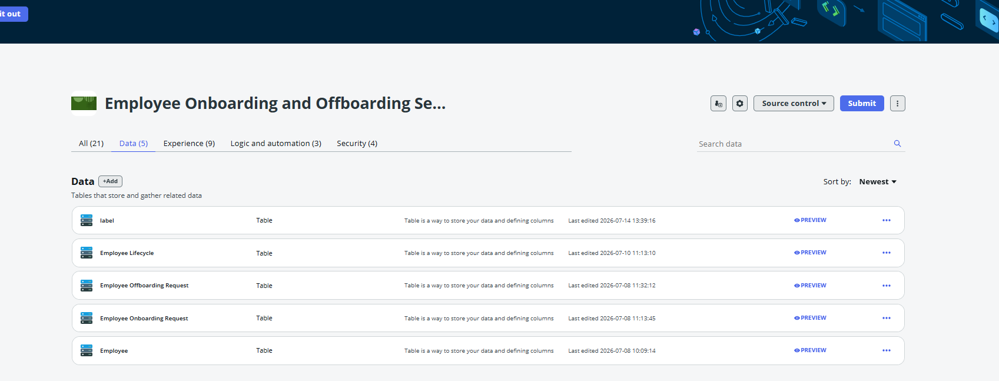 it out
Employee Onboarding and Offboarding Se...
Source control
Submit
All (21) Data (5) Experience (9) Logic and automation (3) Security (4)
Search data
Data +Add
Sort by: Newest
Tables that store and gather related data
label Table Table is a way to store your data and defining columns Last edited 2026-07-14 13:39:16 PREVIEW
Employee Lifecycle Table Table is a way to store your data and defining columns Last edited 2026-07-10 11:13:10 PREVIEW
Employee Offboarding Request Table Table is a way to store your data and defining columns Last edited 2026-07-08 11:32:12 PREVIEW
Employee Onboarding Request Table Table is a way to store your data and defining columns Last edited 2026-07-08 11:13:45 PREVIEW
Employee Table Table is a way to store your data and defining columns Last edited 2026-07-08 10:09:14 PREVIEW